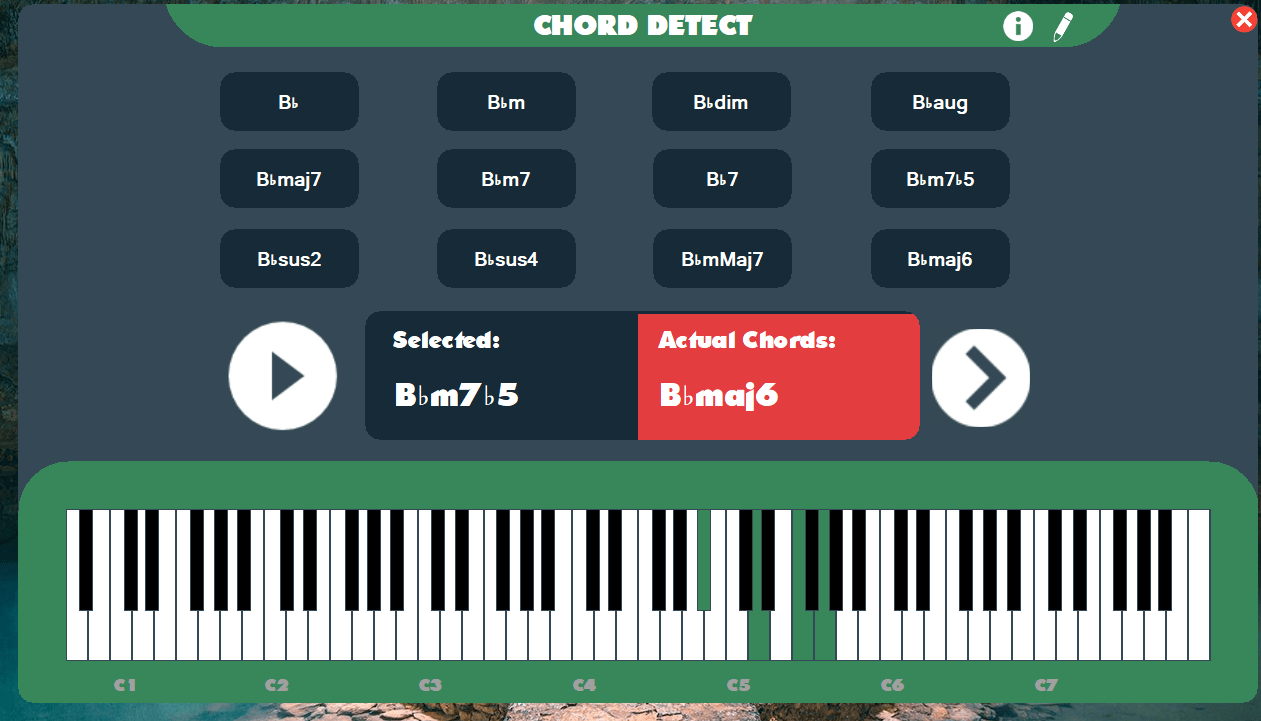 CHORD DETECT
B♭
B♭m
B♭dim
B♭aug
B♭maj7
B♭m7
B♭7
B♭m7♭5
B♭sus2
B♭sus4
B♭mMaj7
B♭maj6
Selected:
B♭m7♭5
Actual Chords:
B♭maj6
C1
C2
C3
C4
C5
C6
C7